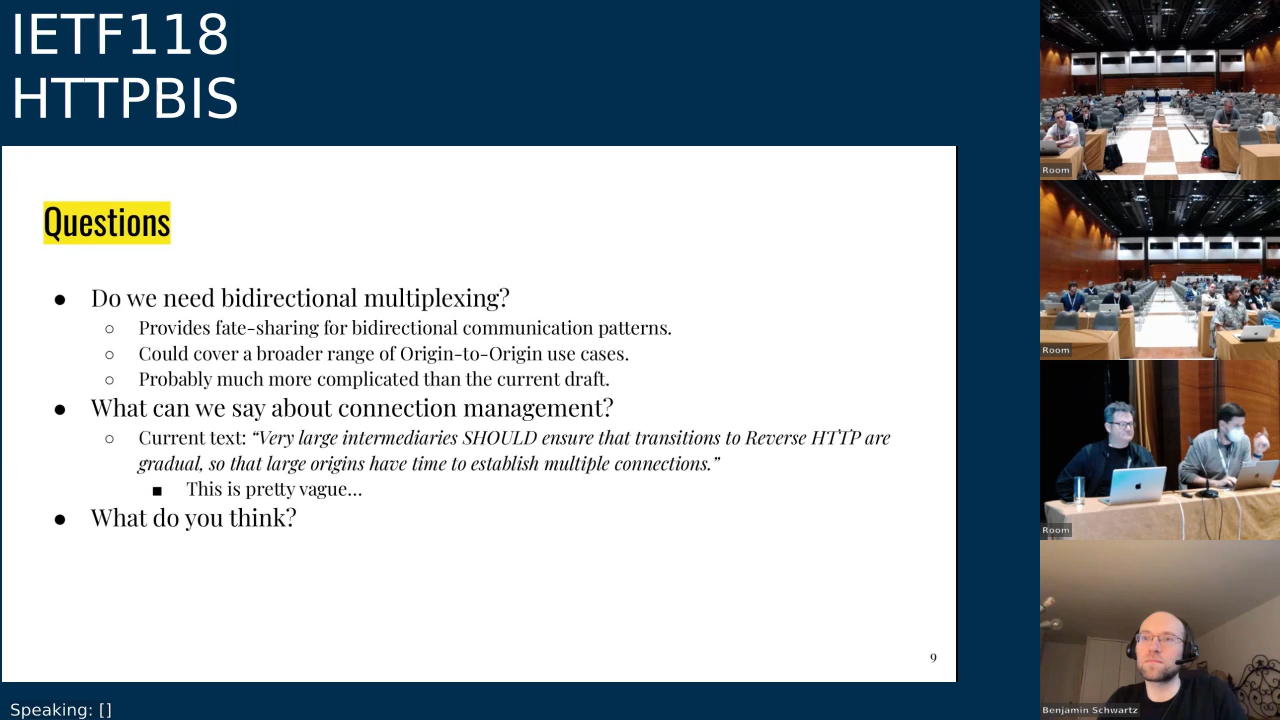 IETF118
HTTPBIS
Questions
● Do we need bidirectional multiplexing?
○ Provides fate-sharing for bidirectional communication patterns.
○ Could cover a broader range of Origin-to-Origin use cases.
○ Probably much more complicated than the current draft.
● What can we say about connection management?
○ Current text: “Very large intermediaries SHOULD ensure that transitions to Reverse HTTP are
gradual, so that large origins have time to establish multiple connections.”
■ This is pretty vague...
● What do you think?
9
Speaking: []
Room
Room
Room
Benjamin Schwartz